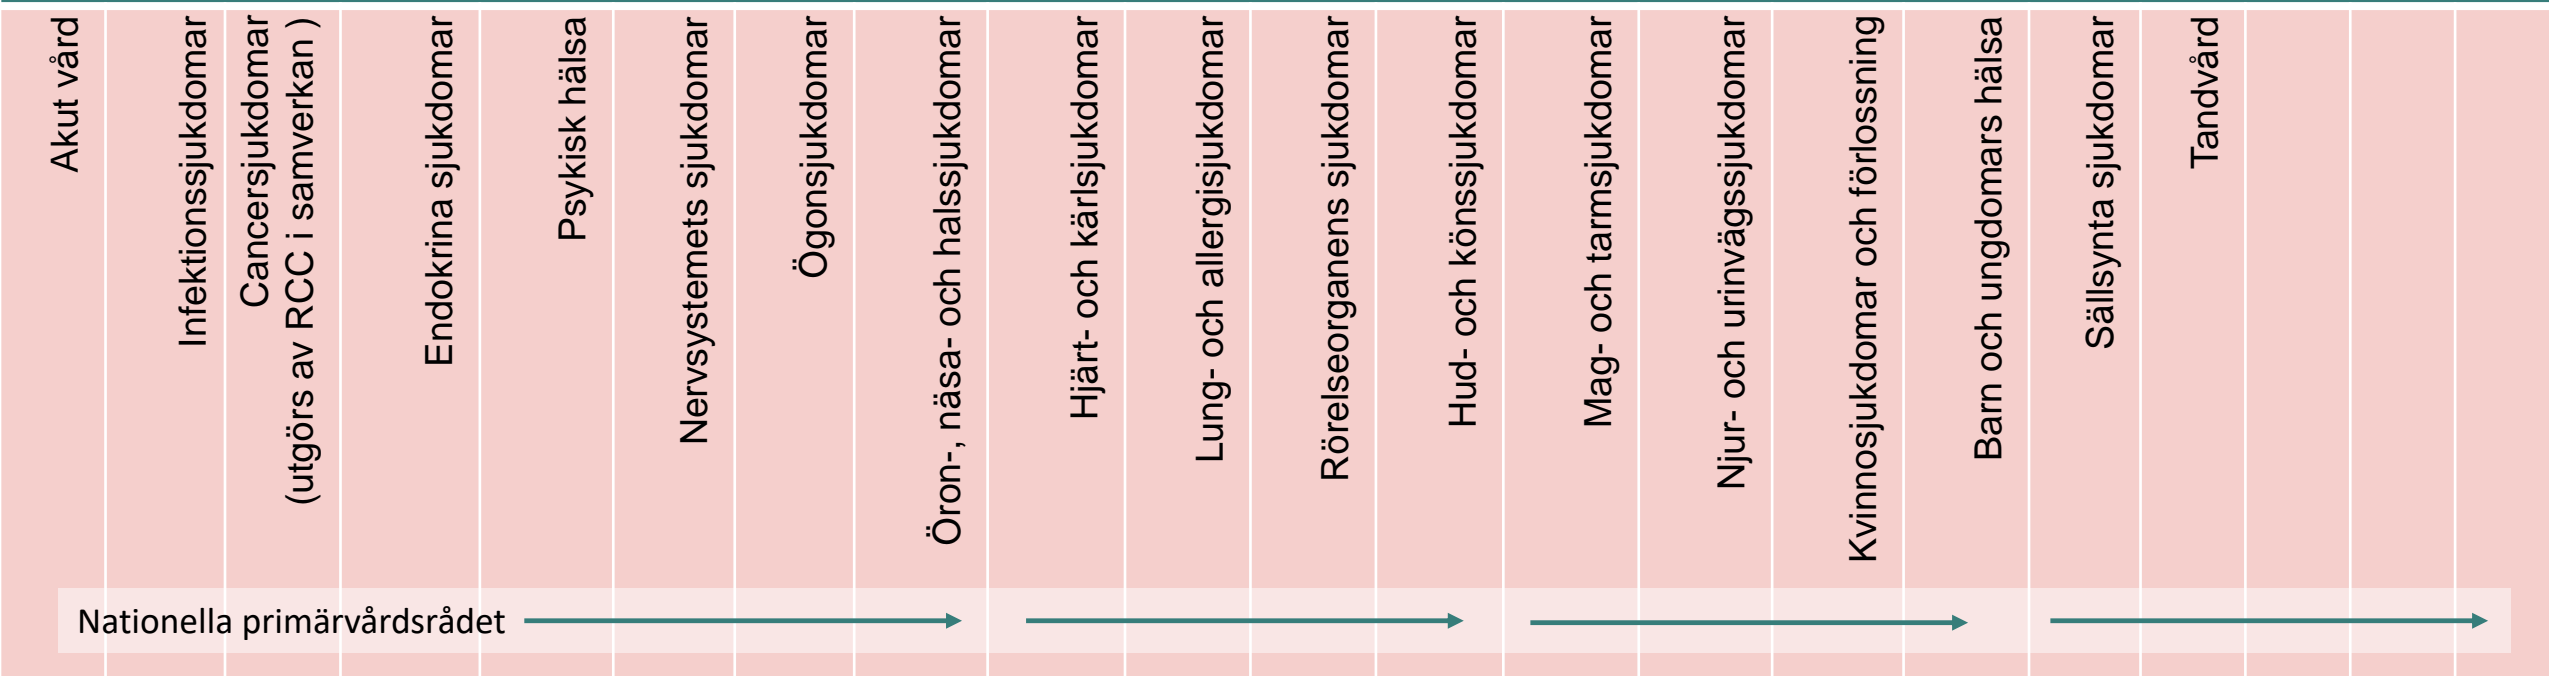 Akut vård
Infektionssjukdomar
Cancersjukdomar
(utgörs av RCC i samverkan )
Endokrina sjukdomar
Psykisk hälsa
Nervsystemets sjukdomar
Ögonsjukdomar
Öron-, näsa- och halssjukdomar
Hjärt- och kärlsjukdomar
Lung- och allergisjukdomar
Rörelseorganens sjukdomar
Hud- och könssjukdomar
Mag- och tarmsjukdomar
Njur- och urinvägssjukdomar
Kvinnosjukdomar och förlossning
Barn och ungdomars hälsa
Sällsynta sjukdomar
Tandvård
Nationella primärvårdsrådet